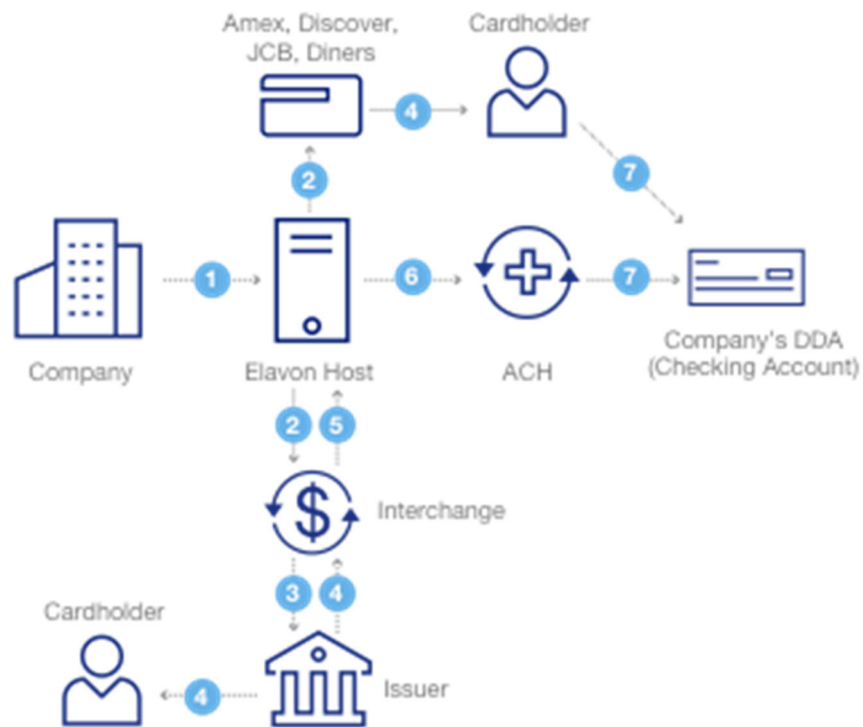 Amex, Discover,
JCB, Diners
Cardholder
4
2
7
1
6
7
Company
Elavon Host
ACH
Company's DDA
(Checking Account)
2
5
$
Interchange
3
4
Cardholder
4
Issuer